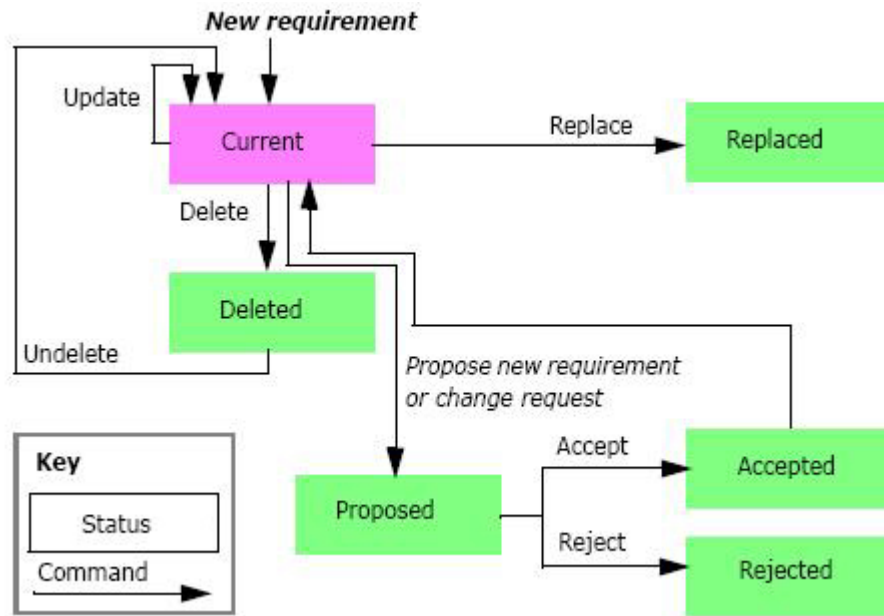 New requirement
Update
Current
Replace
Replaced
Delete
Deleted
Undelete
Propose new requirement
or change request
Key
Status
Command
Proposed
Accept
Accepted
Reject
Rejected